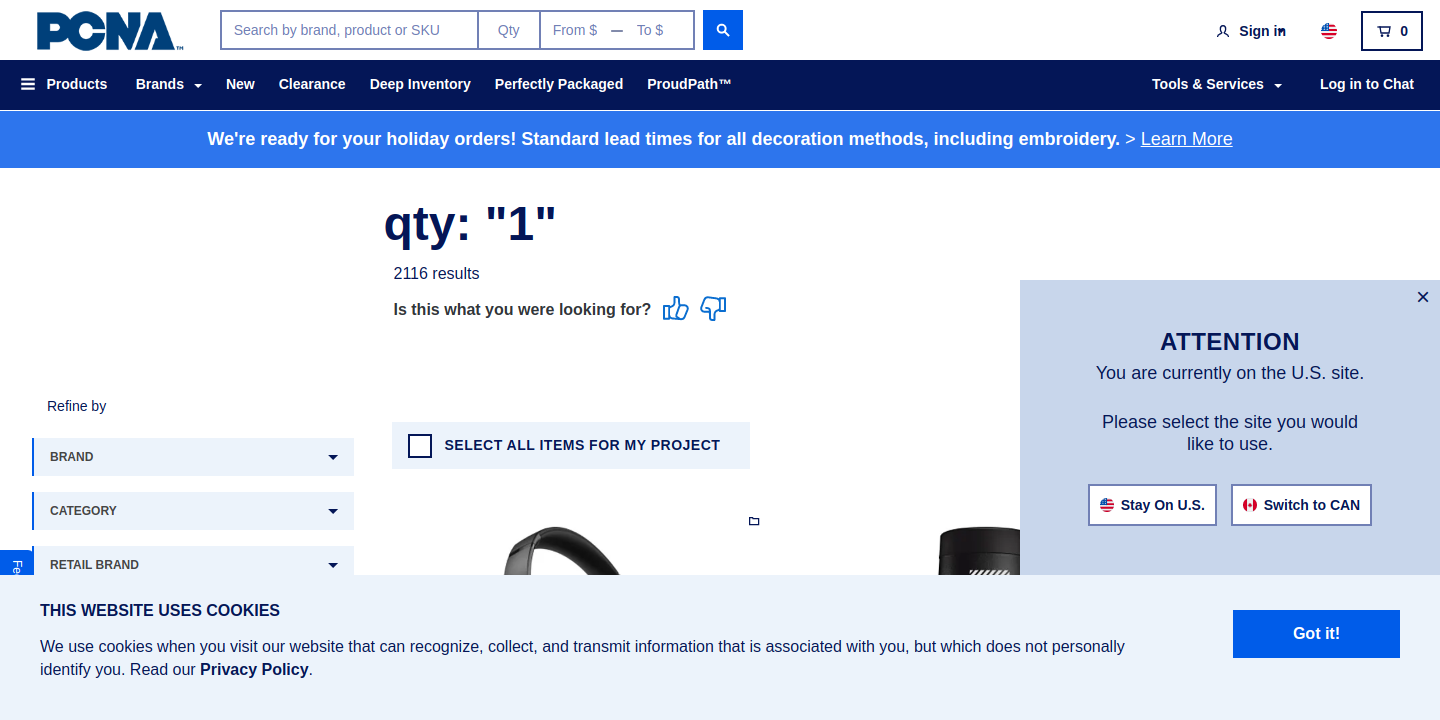 PCNA™
Search by brand, product or SKU
Qty
From $ — To $
Sign in
0
Products
Brands
New
Clearance
Deep Inventory
Perfectly Packaged
ProudPath™
Tools & Services
Log in to Chat
We're ready for your holiday orders! Standard lead times for all decoration methods, including embroidery. > Learn More
qty: "1"
2116 results
Is this what you were looking for?
×
ATTENTION
You are currently on the U.S. site.
Please select the site you would
like to use.
Stay On U.S.
Switch to CAN
Refine by
BRAND
CATEGORY
RETAIL BRAND
SELECT ALL ITEMS FOR MY PROJECT
THIS WEBSITE USES COOKIES
We use cookies when you visit our website that can recognize, collect, and transmit information that is associated with you, but which does not personally
identify you. Read our Privacy Policy.
Got it!